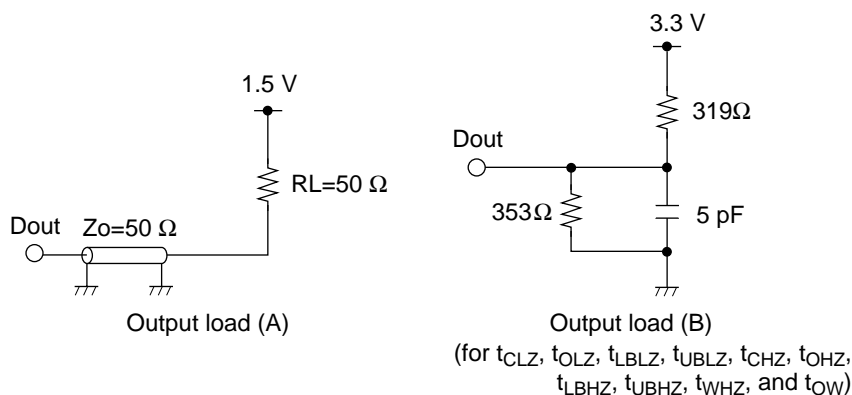 1.5 V
RL=50 Ω
Dout
Zo=50 Ω
Output load (A)
3.3 V
319Ω
Dout
353Ω
5 pF
Output load (B)
(for tCLZ, tOLZ, tLBLZ, tUBLZ, tCHZ, tOHZ,
tLBHZ, tUBHZ, tWHZ, and tOW)